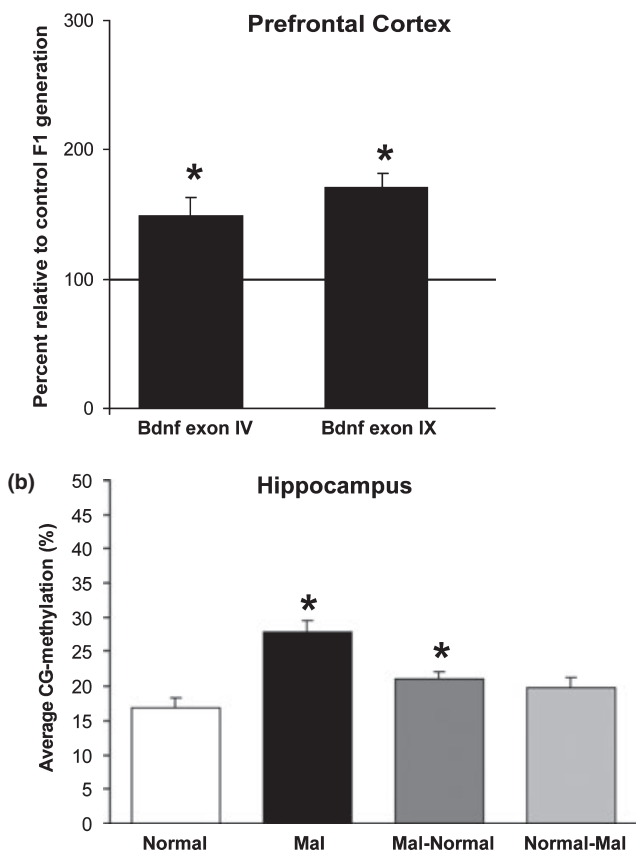 Prefrontal Cortex
Percent relative to control F1 generation
300
200
100
0
*
*
Bdnf exon IV
Bdnf exon IX
(b)
Hippocampus
Average CG-methylation (%)
50
45
40
35
30
25
20
15
10
5
0
*
*
Normal
Mal
Mal-Normal
Normal-Mal